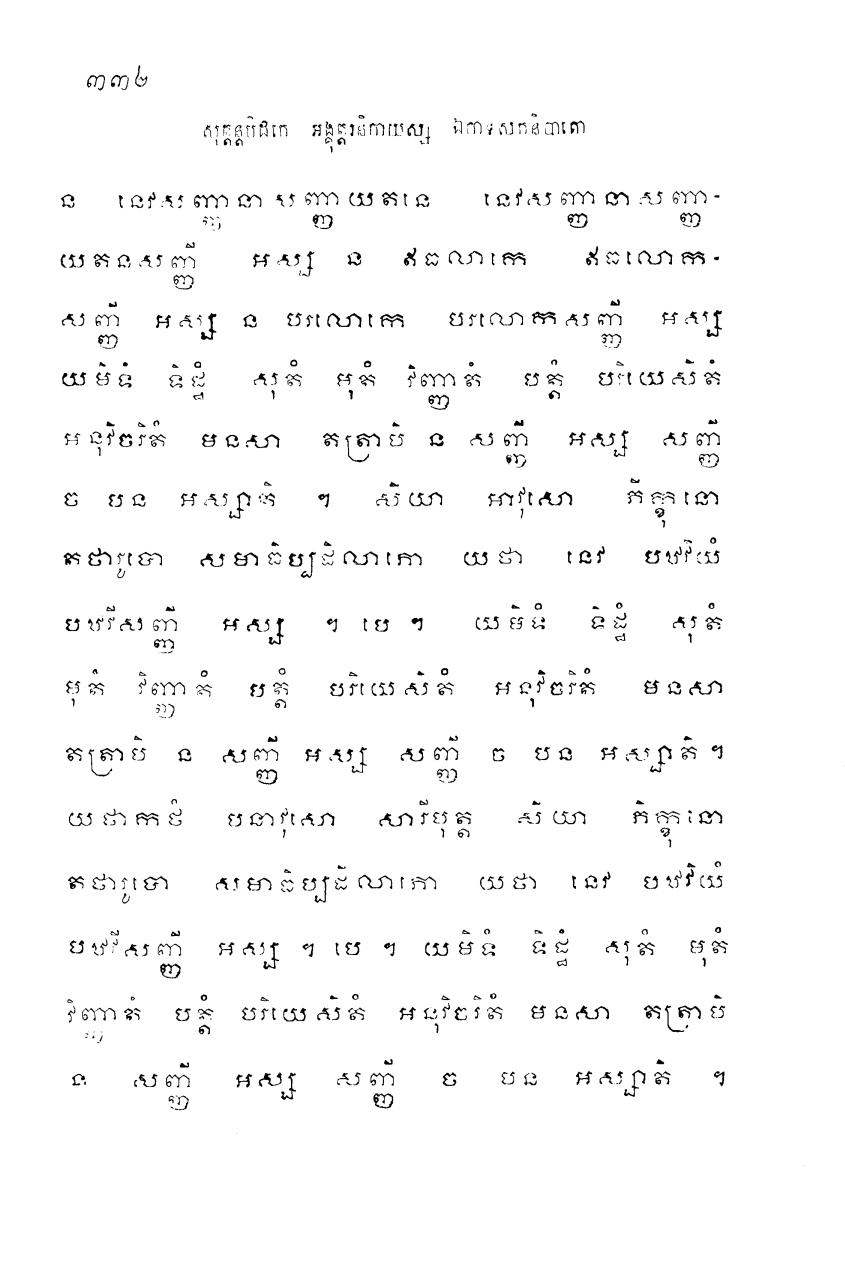 ៣៣៦
សុត្តន្តបិដកេ អង្គុត្តរនិកាយស្ស ឯកាទសកនិបាតោ
ន នេវសញ្ញានាសញ្ញាយតនេ នេវសញ្ញានាសញ្ញា-
យតនសញ្ញី អស្ស ន ឥធលោកេ ឥធលោក-
សញ្ញី អស្ស ន បរលោកេ បរលោកសញ្ញី អស្ស
យមិទំ ទិដ្ឋំ សុតំ មុតំ វិញ្ញាតំ បត្តំ បរិយេសិតំ
អនុវិចរិតំ មនសា តត្រាបិ ន សញ្ញី អស្ស សញ្ញី
ច បន អស្សាតិ ។ សិយា អាវុសោ ភិក្ខុនោ
តថារូបោ សមាធិប្បដិលាភោ យថា នេវ បឋវិយំ
បឋវីសញ្ញី អស្ស ។ បេ ។ យមិទំ ទិដ្ឋំ សុតំ
មុតំ វិញ្ញាតំ បត្តំ បរិយេសិតំ អនុវិចរិតំ មនសា
តត្រាបិ ន សញ្ញី អស្ស សញ្ញី ច បន អស្សាតិ ។
យថាកថំ បនាវុសោ សារីបុត្ត សិយា ភិក្ខុនោ
តថារូបោ សមាធិប្បដិលាភោ យថា នេវ បឋវិយំ
បឋវីសញ្ញី អស្ស ។ បេ ។ យមិទំ ទិដ្ឋំ សុតំ មុតំ
វិញ្ញាតំ បត្តំ បរិយេសិតំ អនុវិចរិតំ មនសា តត្រាបិ
ន សញ្ញី អស្ស សញ្ញី ច បន អស្សាតិ ។